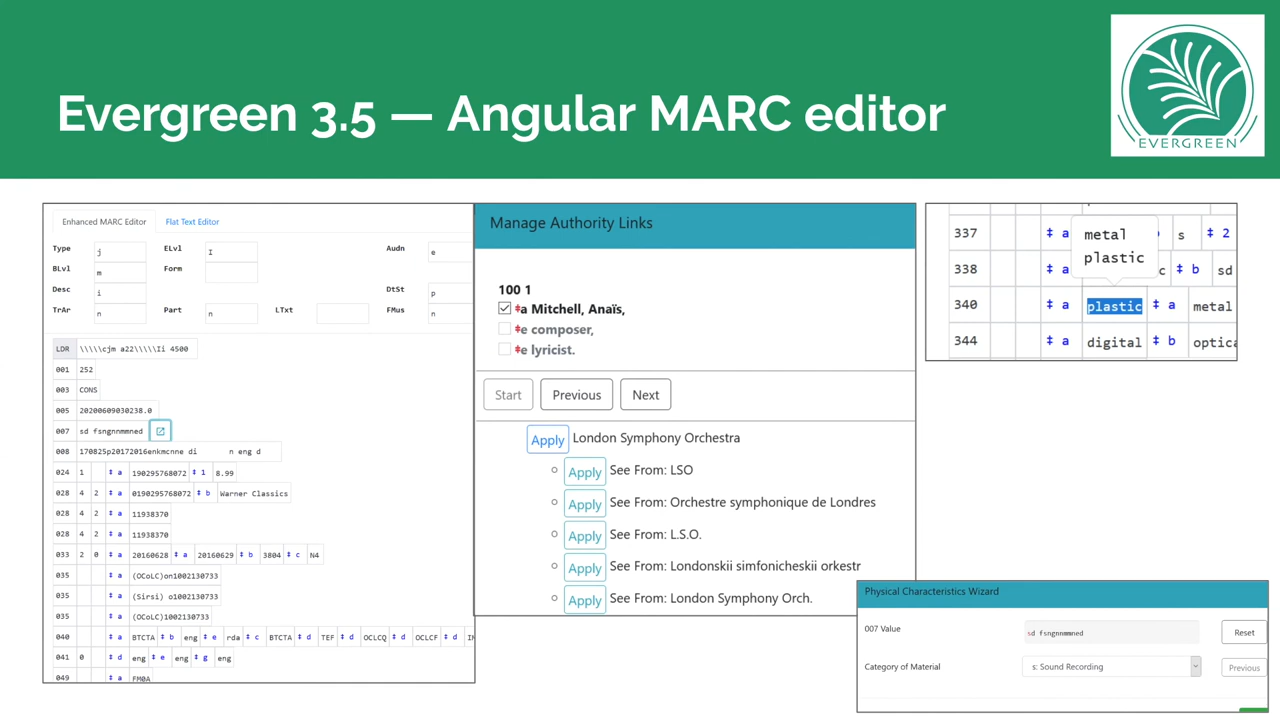 Evergreen 3.5 — Angular MARC editor
EVERGREEN
Enhanced MARC Editor Flat Text Editor
Type j ELvl I Audn e
BLvl m Form
Desc i DtSt p
TrAr n Part n LTxt FMus n
LDR \\\\\cjm a22\\\\\Ii 4500
001 252
003 CONS
005 20200609030238.0
007 sd fsngnnmmned
008 170825p20172016enkmcnne di n eng d
024 1 ‡ a 190295768072 ‡ 1 8.99
028 4 2 ‡ a 0190295768072 ‡ b Warner Classics
028 4 2 ‡ a 11938370
028 4 2 ‡ a 11938370
033 2 0 ‡ a 20160628 ‡ a 20160629 ‡ b 3804 ‡ c N4
035 ‡ a (OCoLC)on1002130733
035 ‡ a (Sirsi) o1002130733
035 ‡ a (OCoLC)1002130733
040 ‡ a BTCTA ‡ b eng ‡ e rda ‡ c BTCTA ‡ d TEF ‡ d OCLCQ ‡ d OCLCF ‡ d
041 0 ‡ d eng ‡ e eng ‡ g eng
049 ‡ a FM0A
Manage Authority Links
100 1
‡a Mitchell, Anaïs,
‡e composer,
‡e lyricist.
Start Previous Next
Apply London Symphony Orchestra
Apply See From: LSO
Apply See From: Orchestre symphonique de Londres
Apply See From: L.S.O.
Apply See From: Londonskii simfonicheskii orkestr
Apply See From: London Symphony Orch.
metal
plastic
337 ‡ a s ‡ 2
338 ‡ a c ‡ b sd
340 ‡ a plastic ‡ a metal
344 ‡ a digital ‡ b optica
Physical Characteristics Wizard
007 Value sd fsngnnmmned Reset
Category of Material s: Sound Recording Previous